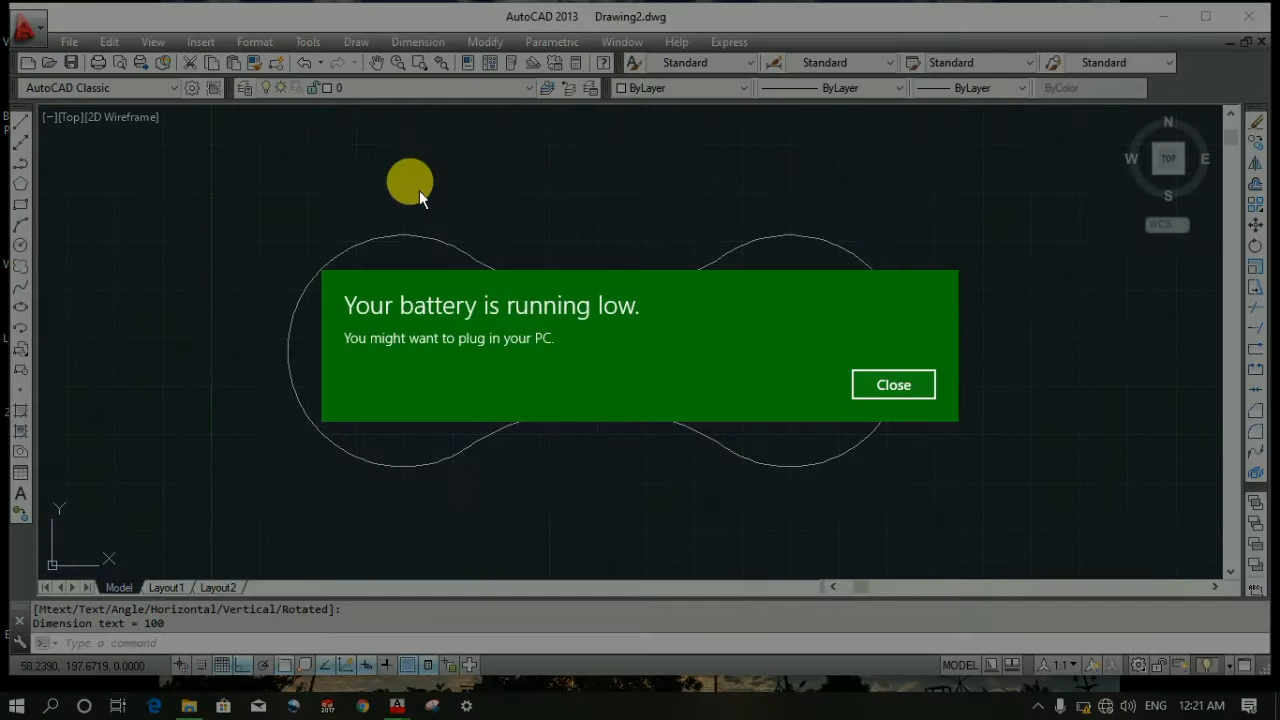 AutoCAD 2013 Drawing2.dwg
File Edit View Insert Format Tools Draw Dimension Modify Parametric Window Help Express
Standard Standard Standard Standard
AutoCAD Classic 0 ByLayer ByLayer ByLayer ByColor
[−][Top][2D Wireframe]
N
W TOP E
S
WCS
Your battery is running low.
You might want to plug in your PC.
Close
Y
X
Model Layout1 Layout2
[Mtext/Text/Angle/Horizontal/Vertical/Rotated]:
Dimension text = 100
Type a command
58.2390, 197.6719, 0.0000 MODEL 1:1
2017 ENG 12:21 AM